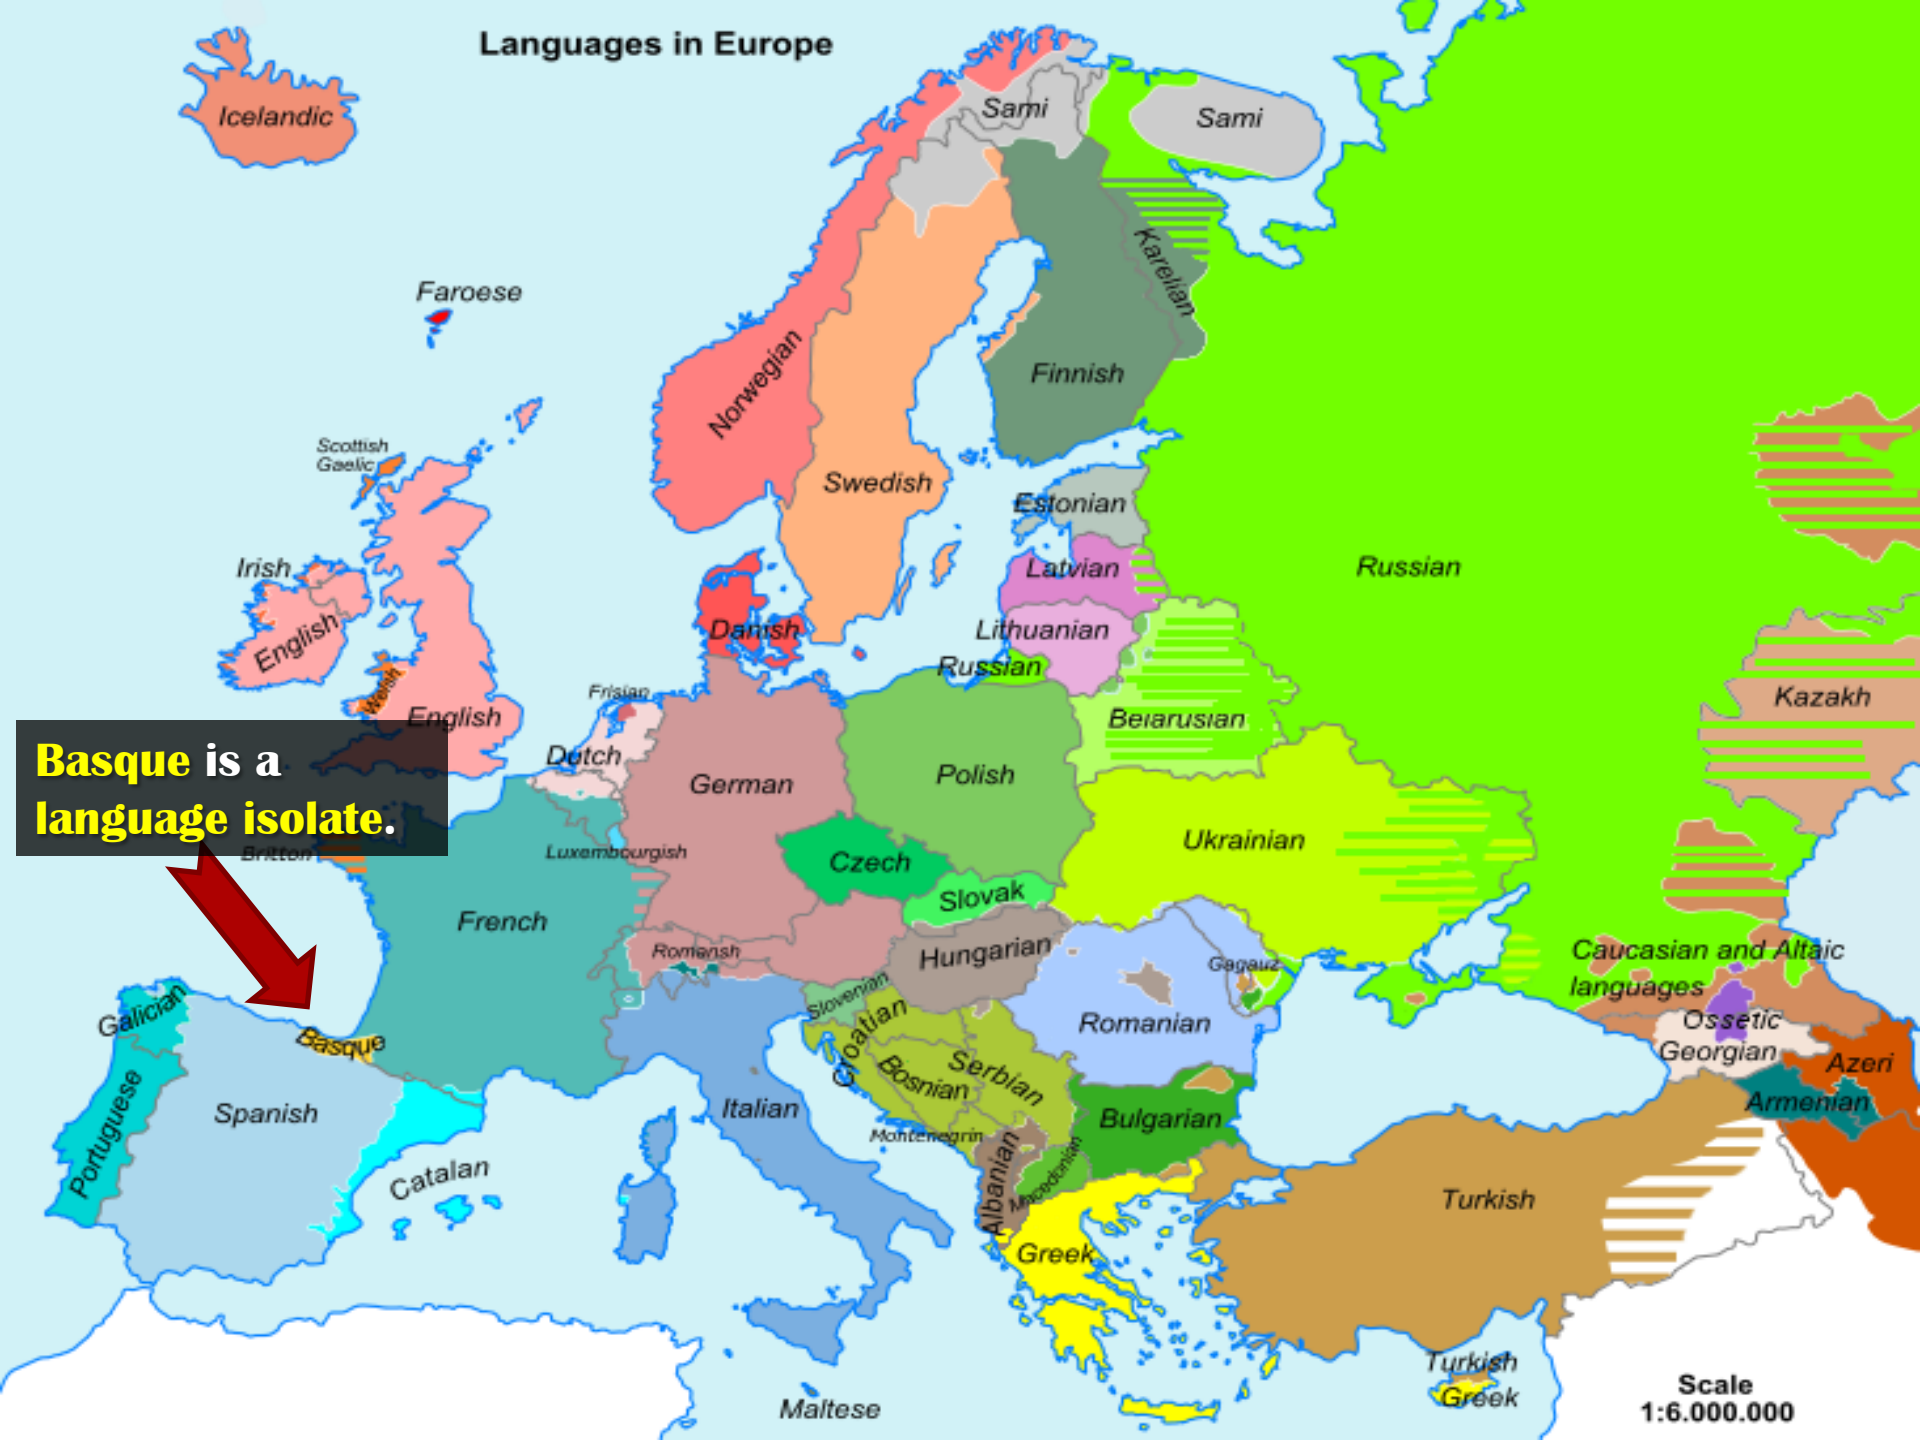 Languages in Europe
Icelandic
Sami
Sami
Faroese
Karelian
Norwegian
Finnish
Scottish
Gaelic
Swedish
Estonian
Irish
Latvian
Russian
English
Danish
Lithuanian
Russian
Welsh
Frisian
Kazakh
English
Belarusian
Basque is a
language isolate.
Dutch
German
Polish
Ukrainian
Britton
Luxembourgish
Czech
Slovak
French
Romansh
Hungarian
Gagauz
Caucasian and Altaic
languages
Galician
Slovenian
Croatian
Romanian
Ossetic
Basque
Georgian
Azeri
Bosnian
Serbian
Portuguese
Spanish
Italian
Bulgarian
Armenian
Montenegrin
Catalan
Albanian
Macedonian
Turkish
Greek
Turkish
Greek
Maltese
Scale
1:6.000.000